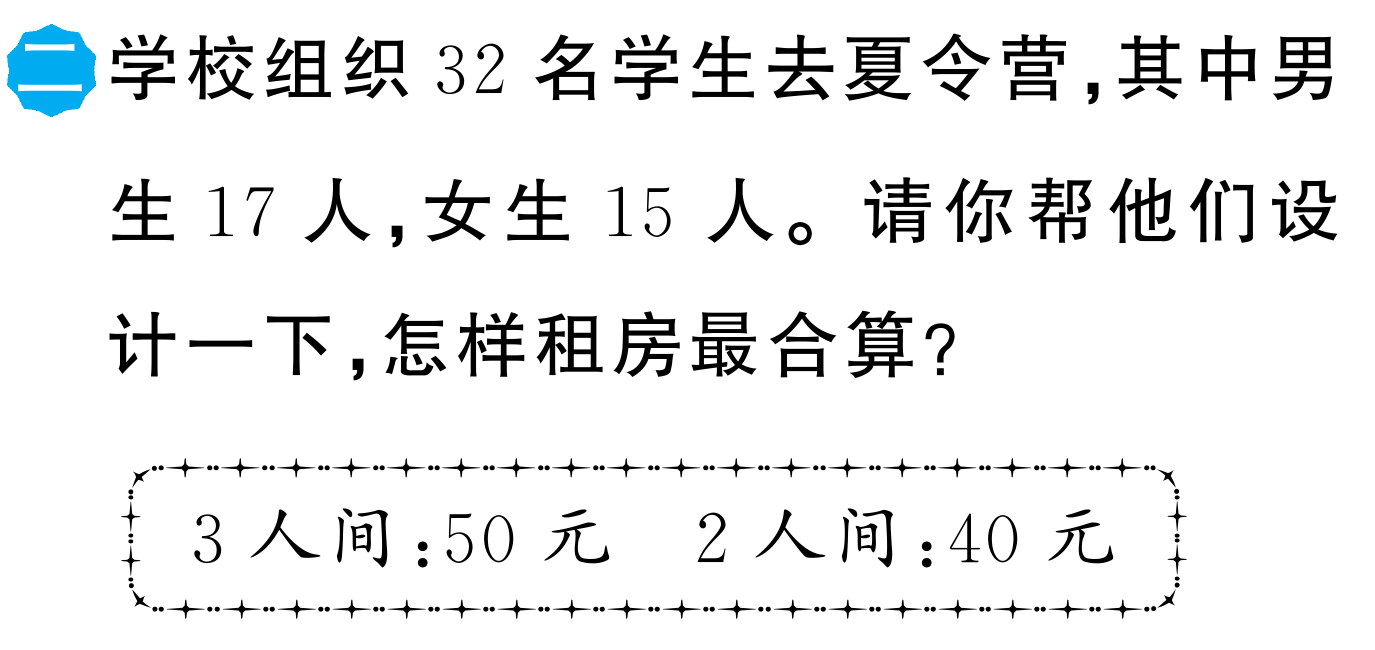 二 学校组织 32 名学生去夏令营,其中男
生 17 人,女生 15 人。请你帮他们设
计一下,怎样租房最合算?
3 人间:50 元 2 人间:40 元